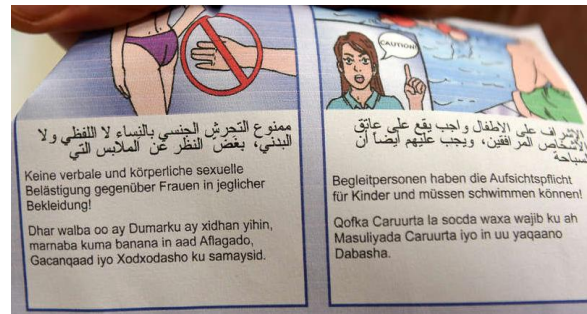 ممنوع التحرش الجنسي بالنساء لا اللفظي ولا
البدني، بغض النظر عن الملابس التي
Keine verbale und körperliche sexuelle
Belästigung gegenüber Frauen in jeglicher
Bekleidung!
Dhar walba oo ay Dumarku ay xidhan yihin,
marnaba kuma banana in aad Aflagado,
Gacanqaad iyo Xodxodasho ku samaysid.
CAUTION!
على الاطفال واجب يقع على عاتق
الأشخاص المرافقين، ويجب عليهم أيضاً أن
Begleitpersonen haben die Aufsichtspflicht
für Kinder und müssen schwimmen können!
Qofka Caruurta la socda waxa wajib ku ah
Masuliyada Caruurta iyo in uu yaqaano
Dabasha.